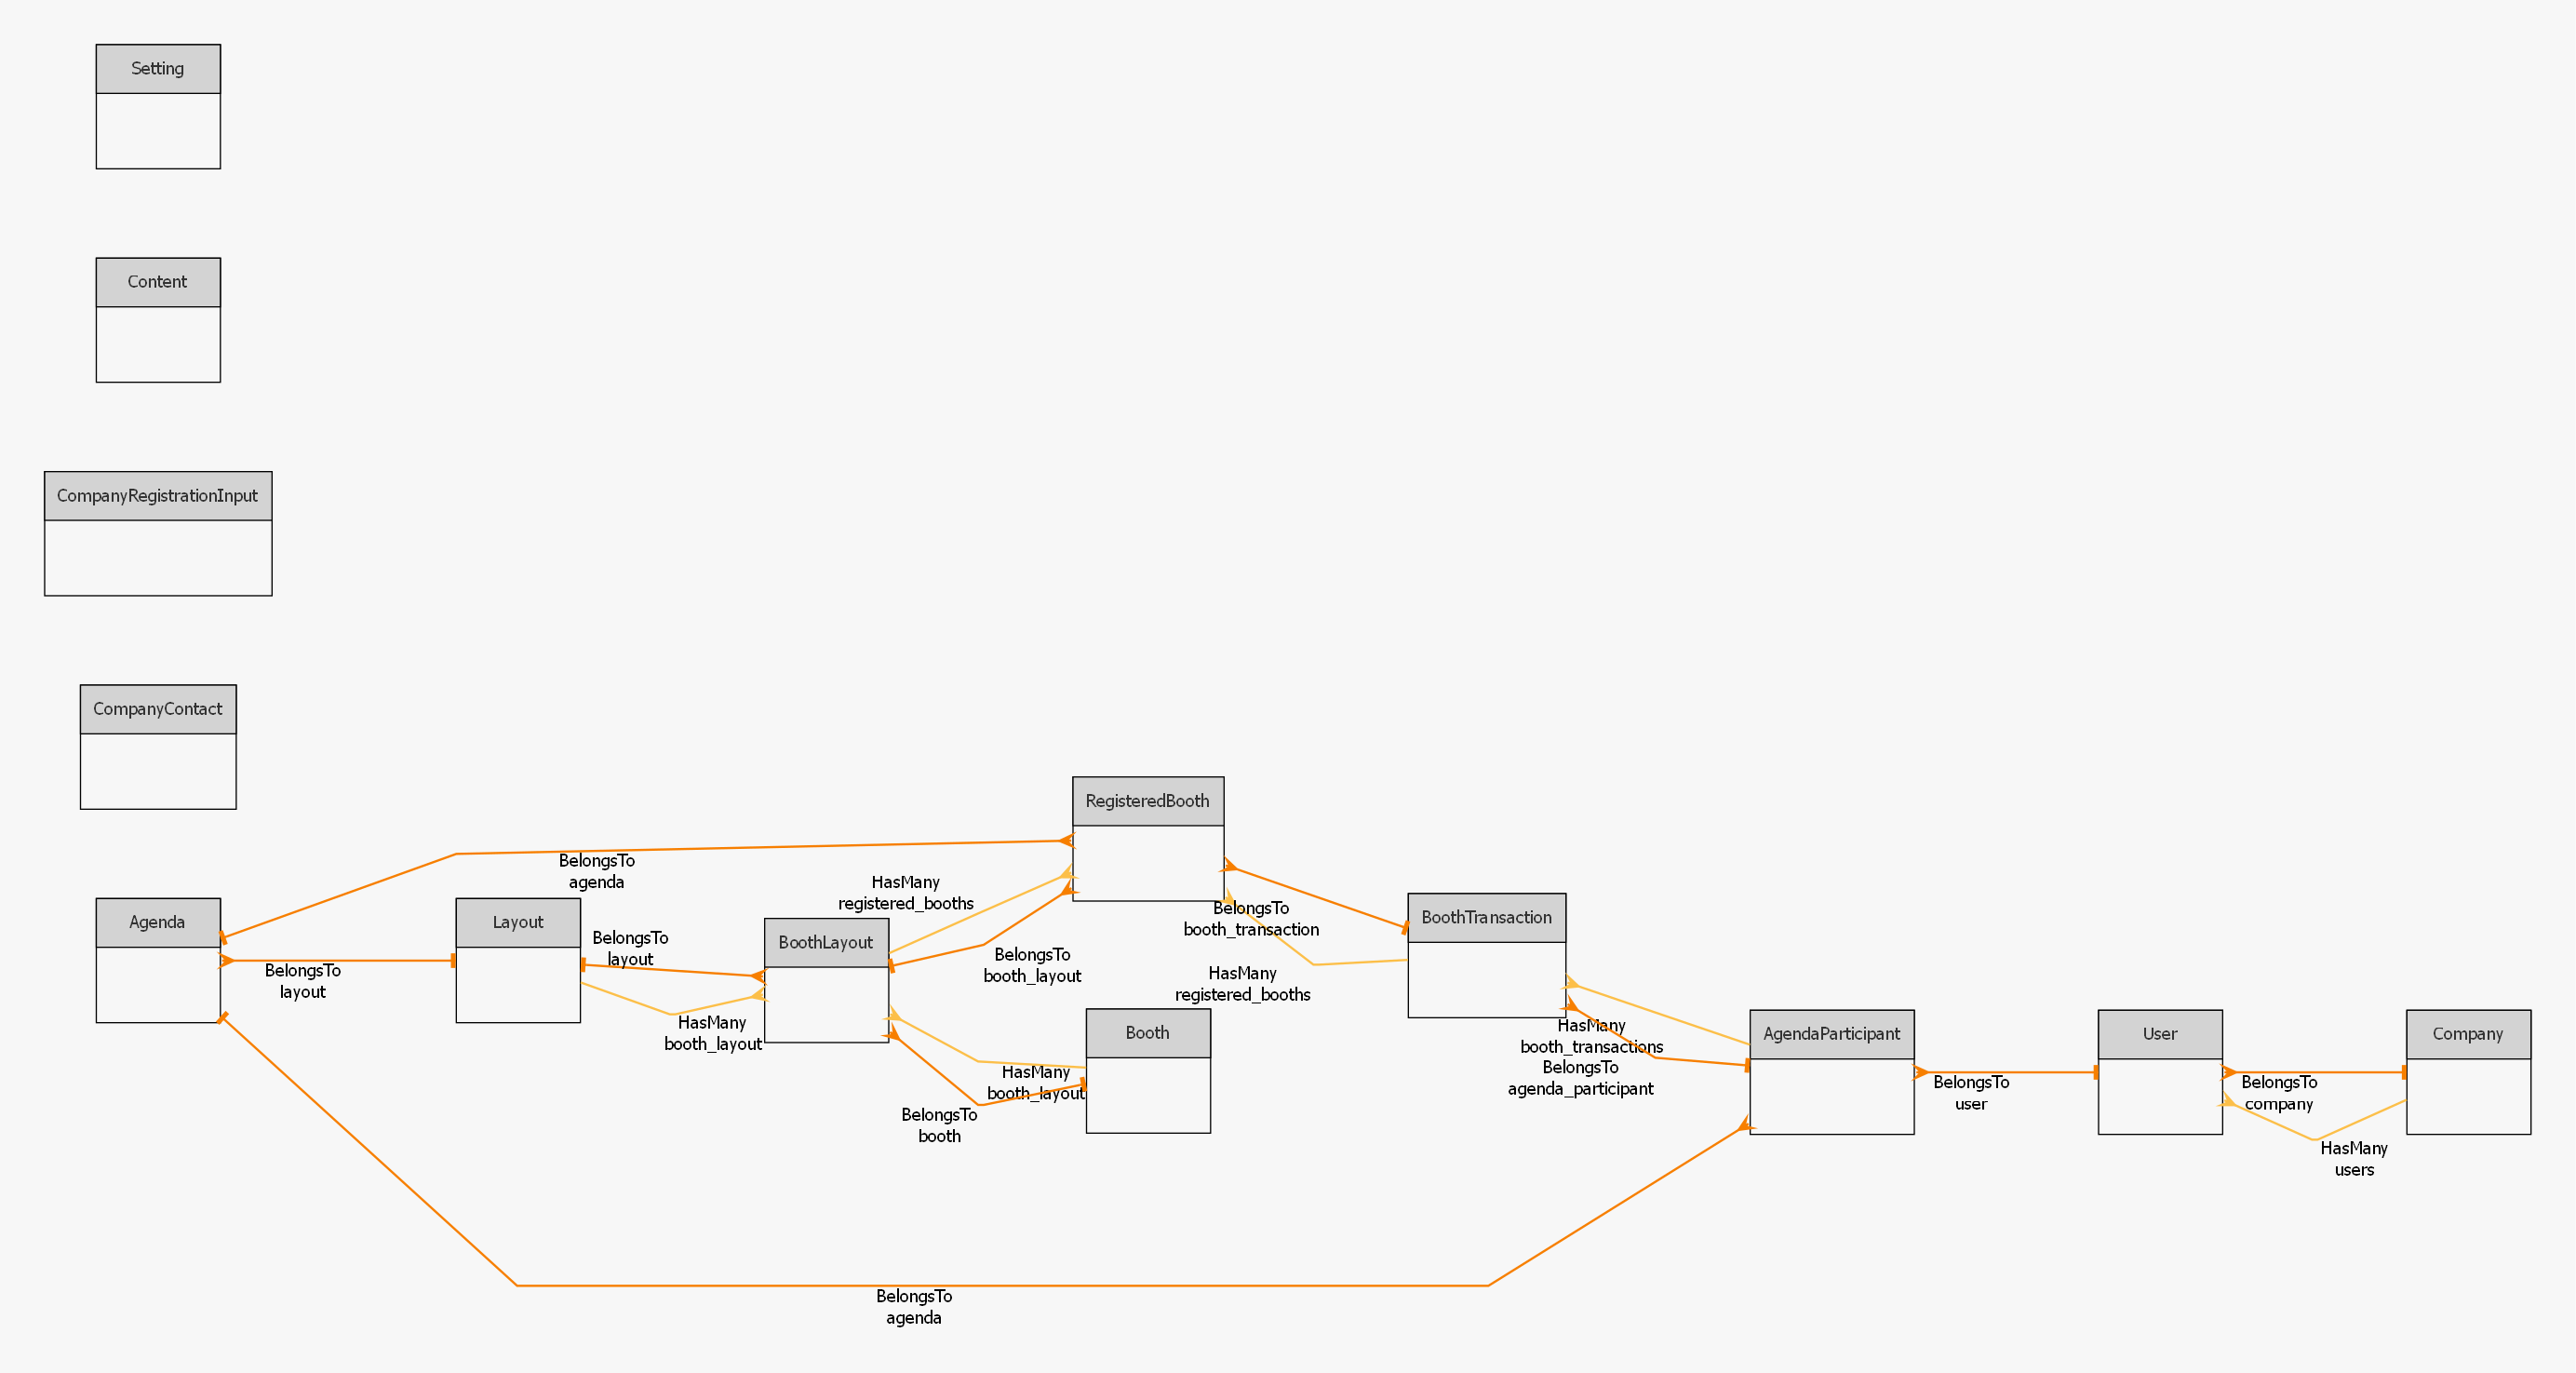 Setting
Content
CompanyRegistrationInput
CompanyContact
RegisteredBooth
BelongsTo
agenda
HasMany
registered_booths
Agenda
Layout
BoothLayout
BoothTransaction
BelongsTo
layout
BelongsTo
layout
BelongsTo
booth_transaction
BelongsTo
booth_layout
HasMany
registered_booths
HasMany
booth_layout
Booth
HasMany
booth_transactions
BelongsTo
agenda_participant
AgendaParticipant
User
Company
HasMany
booth_layout
BelongsTo
booth
BelongsTo
user
BelongsTo
company
HasMany
users
BelongsTo
agenda